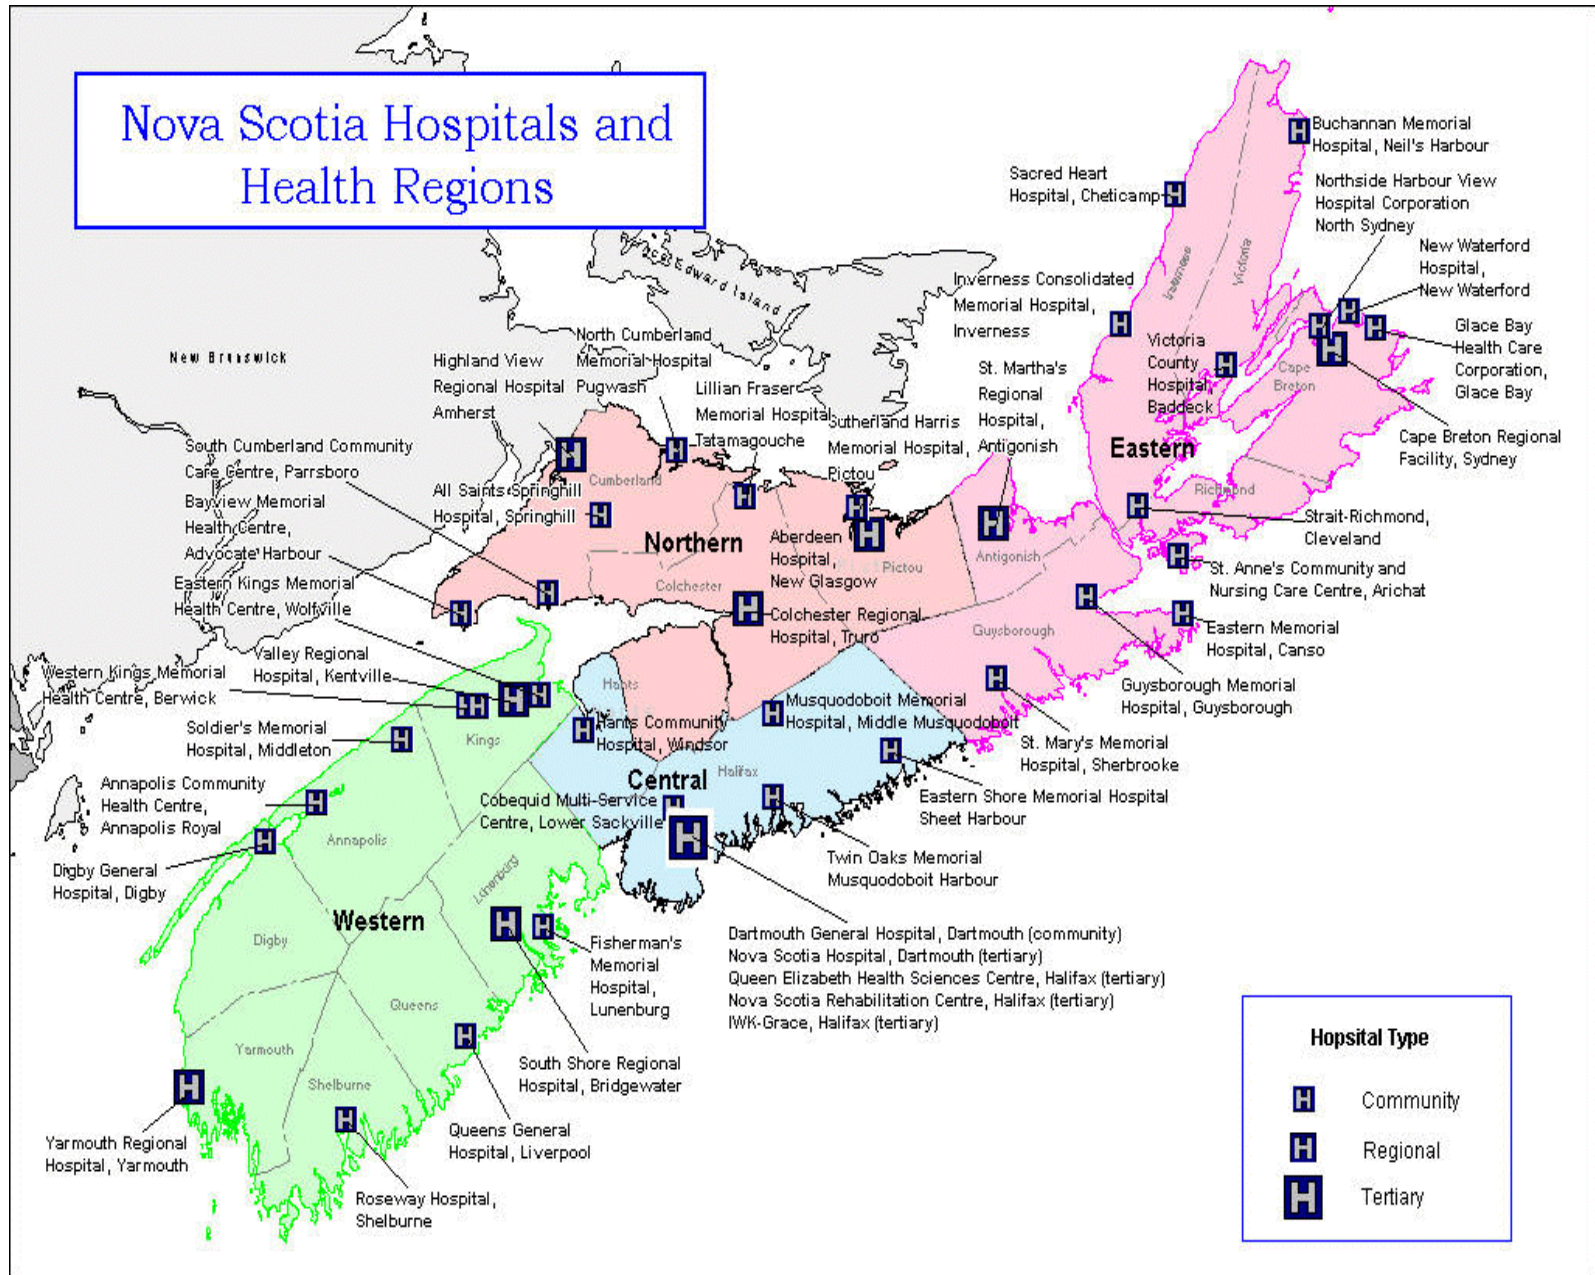 Nova Scotia Hospitals and
Health Regions
New Brunswick
Edward Island
Buchannan Memorial
Hospital, Neil's Harbour
Sacred Heart
Hospital, Cheticamp
Northside Harbour View
Hospital Corporation
North Sydney
New Waterford
Hospital,
New Waterford
Inverness
Victoria
Inverness Consolidated
Memorial Hospital,
Inverness
Glace Bay
Health Care
Corporation,
Glace Bay
Victoria
County
Hospital,
Baddeck
Cape
Breton
North Cumberland
Memorial Hospital
Pugwash
Highland View
Regional Hospital
Amherst
Lillian Fraser
Memorial Hospital
Tatamagouche
St. Martha's
Regional
Hospital,
Antigonish
Sutherland Harris
Memorial Hospital,
Pictou
Cape Breton Regional
Facility, Sydney
Eastern
South Cumberland Community
Care Centre, Parrsboro
Cumberland
All Saints Springhill
Hospital, Springhill
Richmond
Bayview Memorial
Health Centre,
Advocate Harbour
Strait-Richmond,
Cleveland
Northern
Aberdeen
Hospital,
New Glasgow
Pictou
Antigonish
Colchester
St. Anne's Community and
Nursing Care Centre, Arichat
Eastern Kings Memorial
Health Centre, Wolfville
Colchester Regional
Hospital, Truro
Guysborough
Eastern Memorial
Hospital, Canso
Valley Regional
Hospital, Kentville
Western Kings Memorial
Health Centre, Berwick
Hants
Guysborough Memorial
Hospital, Guysborough
Musquodoboit Memorial
Hospital, Middle Musquodoboit
Hants Community
Hospital, Windsor
Soldier's Memorial
Hospital, Middleton
Kings
St. Mary's Memorial
Hospital, Sherbrooke
Central
Halifax
Annapolis Community
Health Centre,
Annapolis Royal
Cobequid Multi-Service
Centre, Lower Sackville
Eastern Shore Memorial Hospital
Sheet Harbour
Annapolis
Digby General
Hospital, Digby
Lunenburg
Twin Oaks Memorial
Musquodoboit Harbour
Western
Digby
Fisherman's
Memorial
Hospital,
Lunenburg
Dartmouth General Hospital, Dartmouth (community)
Nova Scotia Hospital, Dartmouth (tertiary)
Queen Elizabeth Health Sciences Centre, Halifax (tertiary)
Nova Scotia Rehabilitation Centre, Halifax (tertiary)
IWK-Grace, Halifax (tertiary)
Queens
Yarmouth
Shelburne
South Shore Regional
Hospital, Bridgewater
Queens General
Hospital, Liverpool
Yarmouth Regional
Hospital, Yarmouth
Roseway Hospital,
Shelburne
Hopsital Type
H Community
H Regional
H Tertiary